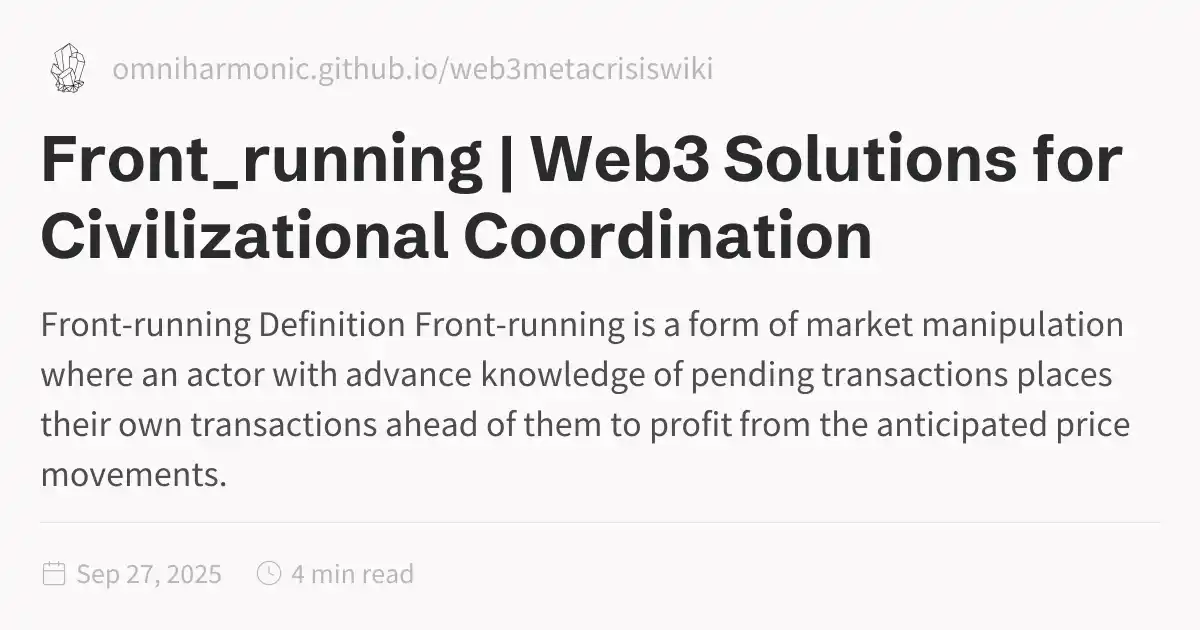 omniharmonic.github.io/web3metacrisiswiki
Front_running | Web3 Solutions for
Civilizational Coordination
Front-running Definition Front-running is a form of market manipulation
where an actor with advance knowledge of pending transactions places
their own transactions ahead of them to profit from the anticipated price
movements.
Sep 27, 2025 4 min read